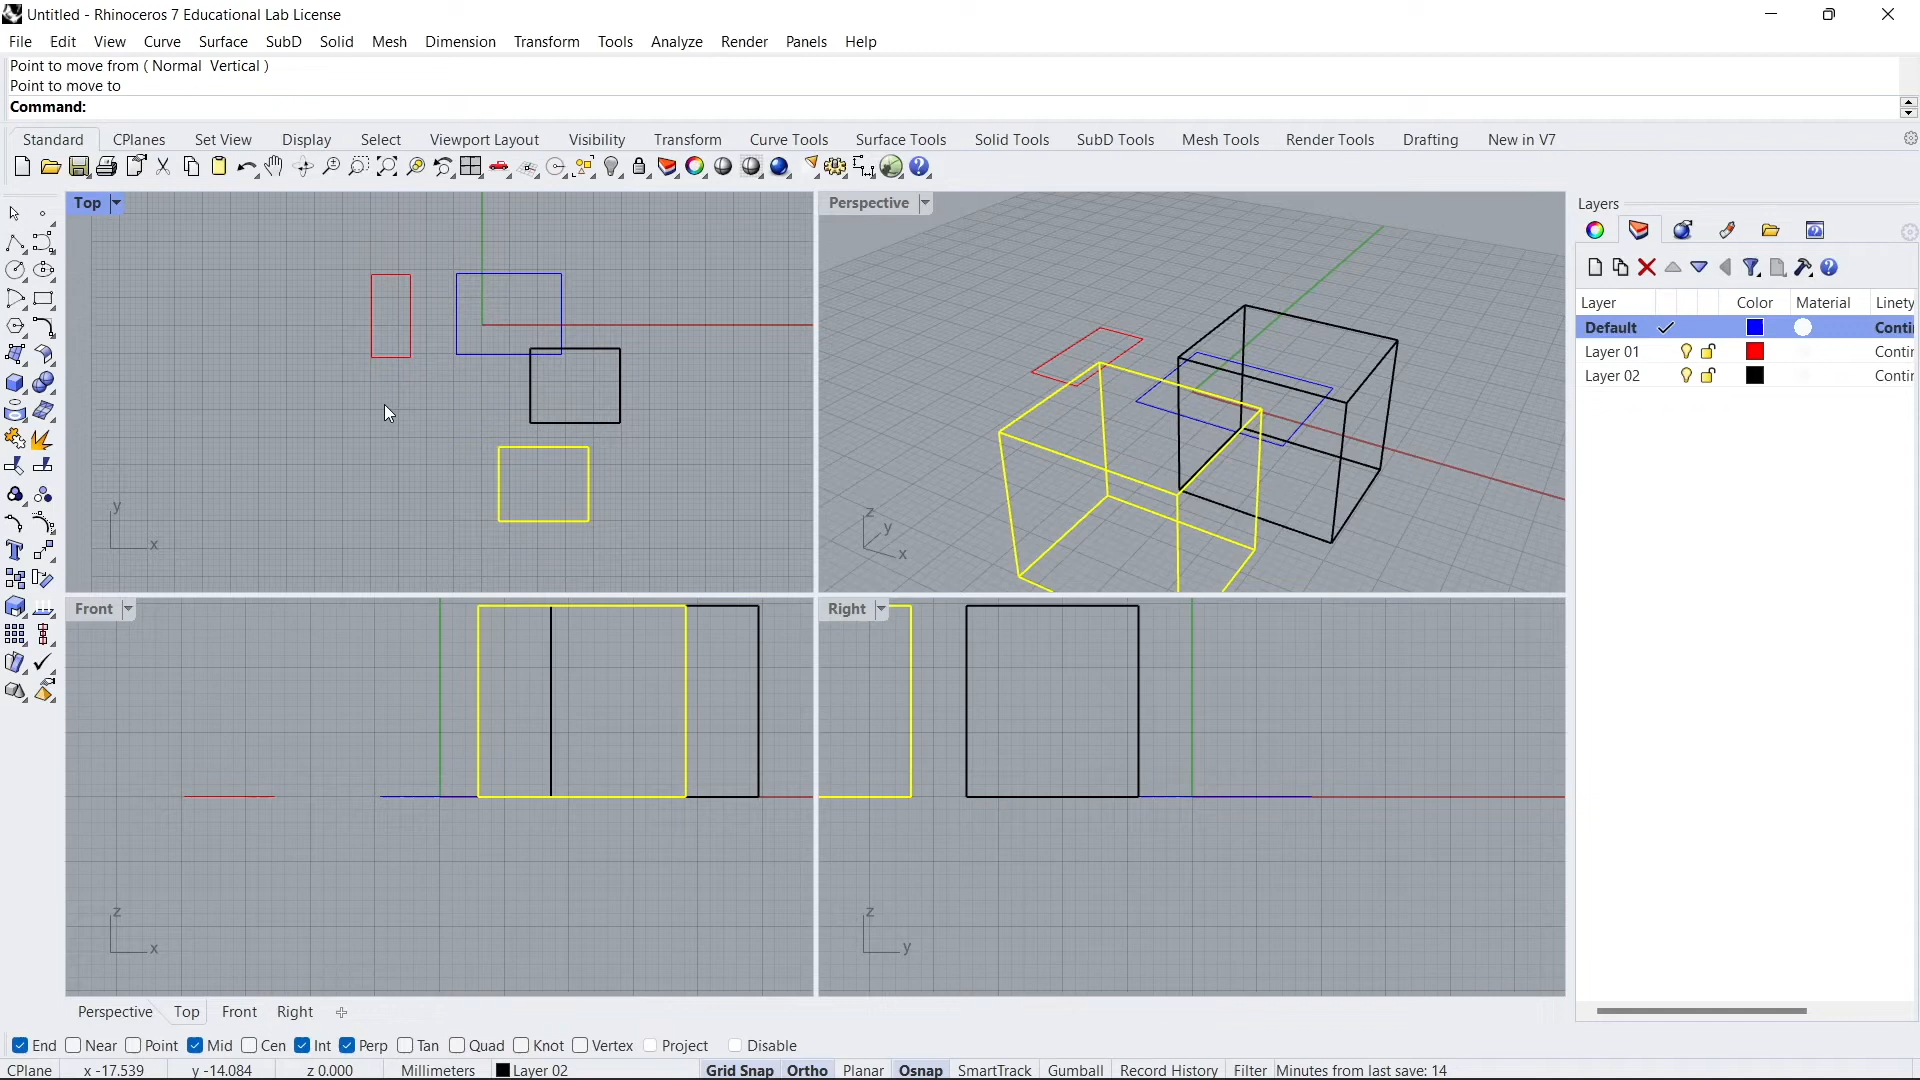 Untitled - Rhinoceros 7 Educational Lab License
File Edit View Curve Surface SubD Solid Mesh Dimension Transform Tools Analyze Render Panels Help
Point to move from ( Normal Vertical )
Point to move to
Command:
Standard CPlanes Set View Display Select Viewport Layout Visibility Transform Curve Tools Surface Tools Solid Tools SubD Tools Mesh Tools Render Tools Drafting New in V7
Top
y
x
Perspective
z
y
x
Front
z
x
Right
z
y
Layers
Layer Color Material Linety
Default Conti
Layer 01 Contir
Layer 02 Contir
Perspective Top Front Right
End Near Point Mid Cen Int Perp Tan Quad Knot Vertex Project Disable
CPlane x -17.539 y -14.084 z 0.000 Millimeters Layer 02 Grid Snap Ortho Planar Osnap SmartTrack Gumball Record History Filter Minutes from last save: 14